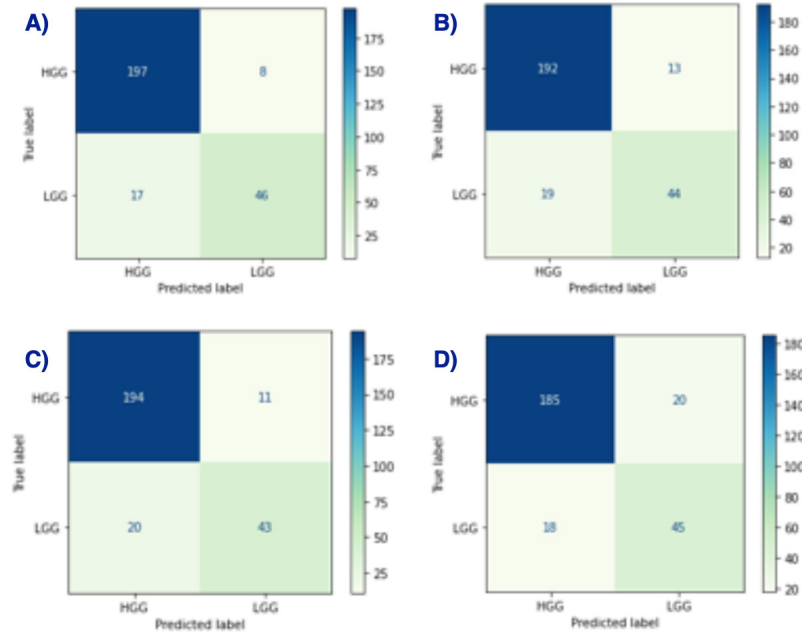 A)
HGG
197
8
175
150
125
100
75
50
25
True label
LGG
17
46
HGG
LGG
Predicted label
B)
HGG
192
13
180
160
140
120
100
80
60
40
20
True label
LGG
19
44
HGG
LGG
Predicted label
C)
HGG
194
11
175
150
125
100
75
50
25
True label
LGG
20
43
HGG
LGG
Predicted label
D)
HGG
185
20
180
160
140
120
100
80
60
40
20
True label
LGG
18
45
HGG
LGG
Predicted label